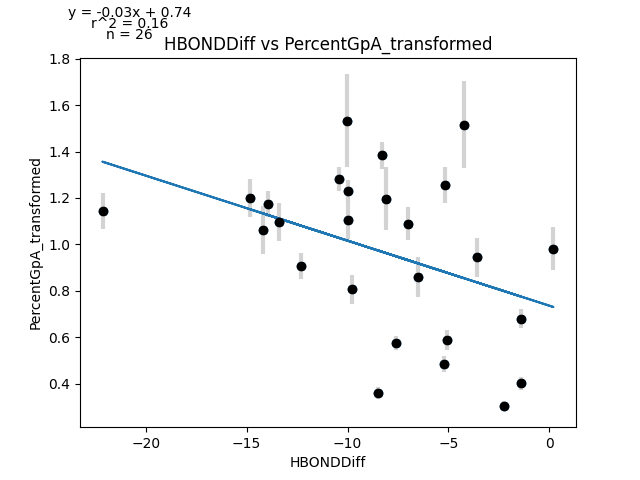 y = -0.03x + 0.74
r^2 = 0.16
n = 26
HBONDDiff vs PercentGpA_transformed
1.8
1.6
1.4
1.2
1.0
0.8
0.6
0.4
PercentGpA_transformed
−20
−15
−10
−5
0
HBONDDiff